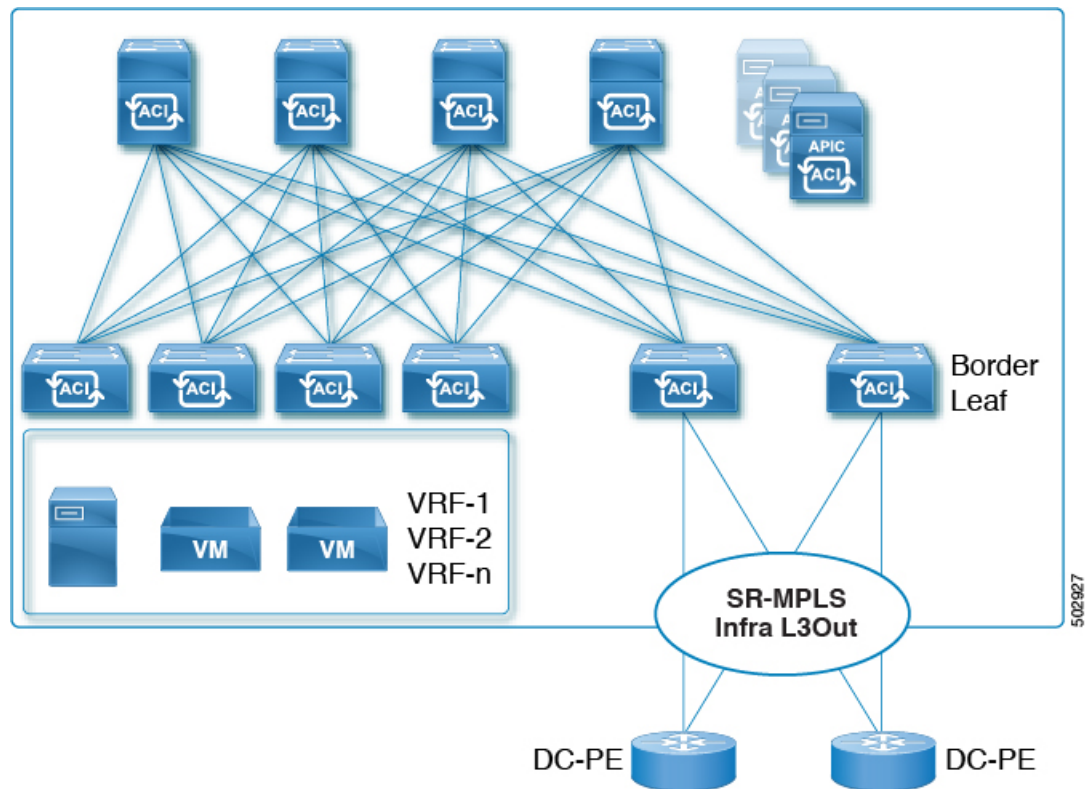 ACI
ACI
ACI
ACI
A
A
APIC
ACI
ACI
ACI
ACI
ACI
ACI
ACI
Border
Leaf
VM
VM
VRF-1
VRF-2
VRF-n
SR-MPLS
Infra L3Out
502927
DC-PE
DC-PE